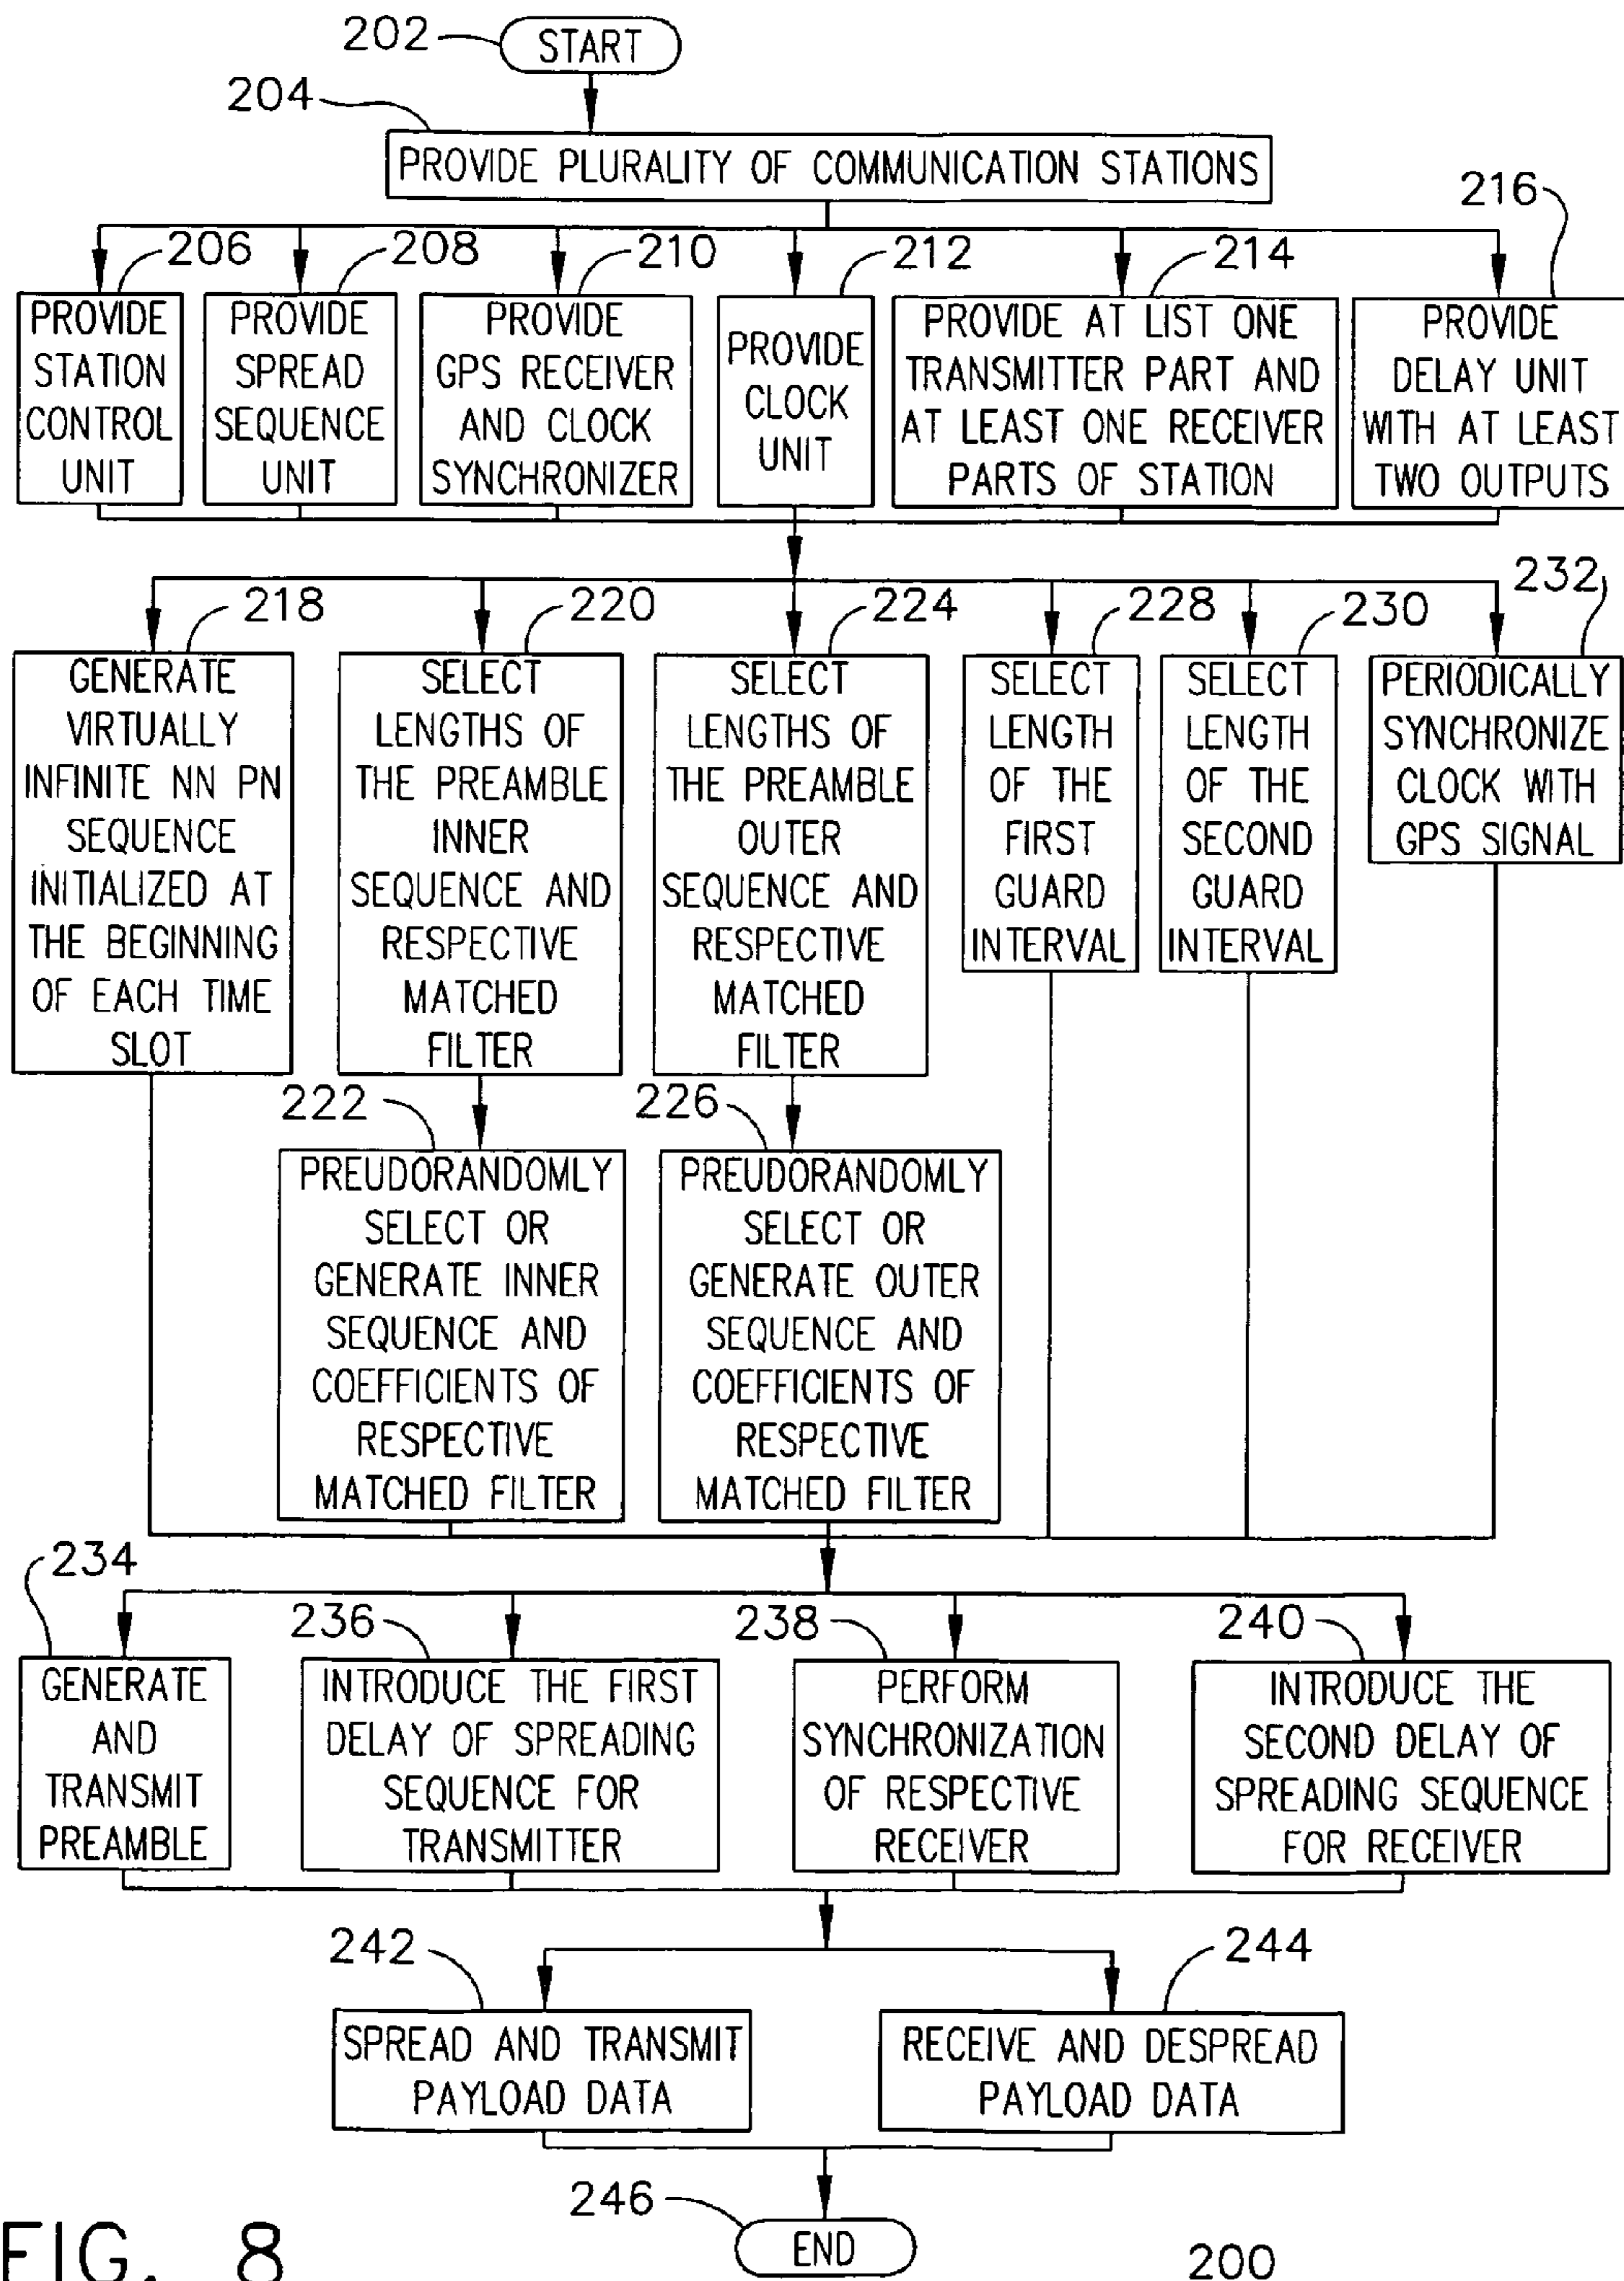 202
START
204
PROVIDE PLURALITY OF COMMUNICATION STATIONS
206
208
210
212
214
216
PROVIDE
STATION
CONTROL
UNIT
PROVIDE
SPREAD
SEQUENCE
UNIT
PROVIDE
GPS RECEIVER
AND CLOCK
SYNCHRONIZER
PROVIDE
CLOCK
UNIT
PROVIDE AT LIST ONE
TRANSMITTER PART AND
AT LEAST ONE RECEIVER
PARTS OF STATION
PROVIDE
DELAY UNIT
WITH AT LEAST
TWO OUTPUTS
218
220
224
228
230
232
GENERATE
VIRTUALLY
INFINITE NN PN
SEQUENCE
INITIALIZED AT
THE BEGINNING
OF EACH TIME
SLOT
SELECT
LENGTHS OF
THE PREAMBLE
INNER
SEQUENCE AND
RESPECTIVE
MATCHED
FILTER
SELECT
LENGTHS OF
THE PREAMBLE
OUTER
SEQUENCE AND
RESPECTIVE
MATCHED
FILTER
SELECT
LENGTH
OF THE
FIRST
GUARD
INTERVAL
SELECT
LENGTH
OF THE
SECOND
GUARD
INTERVAL
PERIODICALLY
SYNCHRONIZE
CLOCK WITH
GPS SIGNAL
222
226
PREUDORANDOMLY
SELECT OR
GENERATE INNER
SEQUENCE AND
COEFFICIENTS OF
RESPECTIVE
MATCHED FILTER
PREUDORANDOMLY
SELECT OR
GENERATE OUTER
SEQUENCE AND
COEFFICIENTS OF
RESPECTIVE
MATCHED FILTER
234
236
238
240
GENERATE
AND
TRANSMIT
PREAMBLE
INTRODUCE THE FIRST
DELAY OF SPREADING
SEQUENCE FOR
TRANSMITTER
PERFORM
SYNCHRONIZATION
OF RESPECTIVE
RECEIVER
INTRODUCE THE
SECOND DELAY OF
SPREADING SEQUENCE
FOR RECEIVER
242
244
SPREAD AND TRANSMIT
PAYLOAD DATA
RECEIVE AND DESPREAD
PAYLOAD DATA
246
END
FIG. 8
200